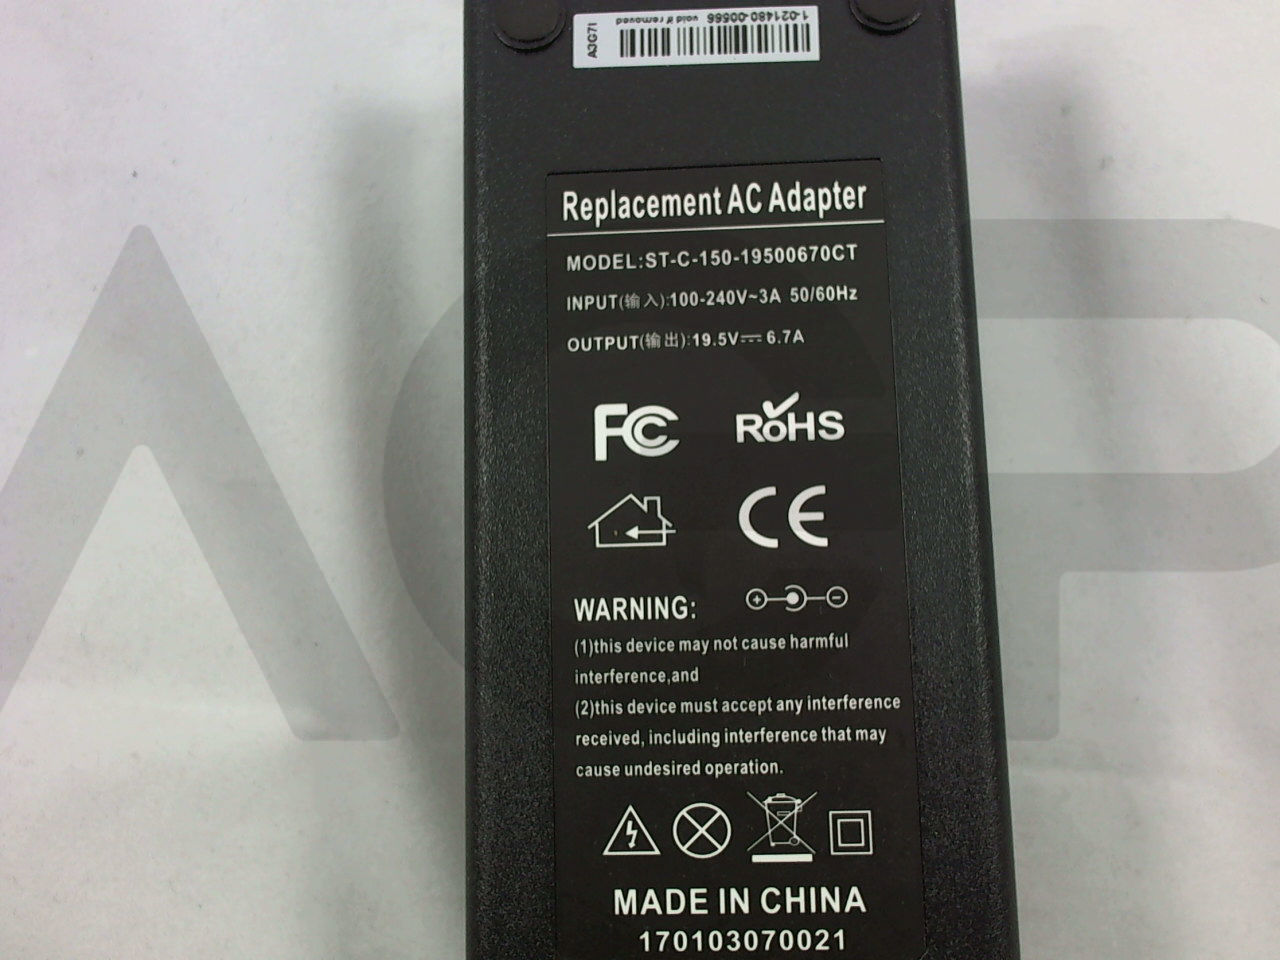 1-021480-00566 void if removed
A3G7I
Replacement AC Adapter
MODEL:ST-C-150-19500670CT
INPUT(输入):100-240V~3A 50/60Hz
OUTPUT(输出):19.5V⎓6.7A
FC
RoHS
CE
WARNING:
(1)this device may not cause harmful
interference,and
(2)this device must accept any interference
received, including interference that may
cause undesired operation.
MADE IN CHINA
170103070021
ACP